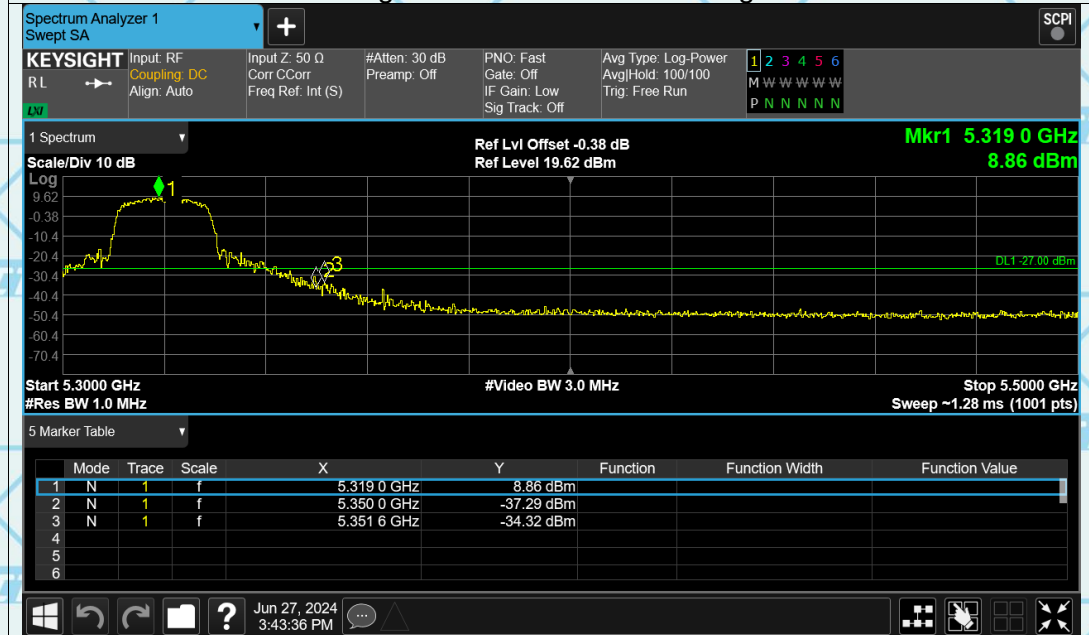 Spectrum Analyzer 1
Swept SA
+
SCPI
KEYSIGHT
RL
LXI
Input: RF
Coupling: DC
Align: Auto
Input Z: 50 Ω
Corr CCorr
Freq Ref: Int (S)
#Atten: 30 dB
Preamp: Off
PNO: Fast
Gate: Off
IF Gain: Low
Sig Track: Off
Avg Type: Log-Power
Avg|Hold: 100/100
Trig: Free Run
1 2 3 4 5 6
M W W W W W
P N N N N N
1 Spectrum
Scale/Div 10 dB
Ref Lvl Offset -0.38 dB
Ref Level 19.62 dBm
Mkr1 5.319 0 GHz
8.86 dBm
Log
1
9.62
-0.38
-10.4
-20.4
2 3
DL1 -27.00 dBm
-30.4
-40.4
-50.4
-60.4
-70.4
Start 5.3000 GHz
#Video BW 3.0 MHz
Stop 5.5000 GHz
#Res BW 1.0 MHz
Sweep ~1.28 ms (1001 pts)
5 Marker Table
Mode Trace Scale X Y Function Function Width Function Value
1 N 1 f 5.319 0 GHz 8.86 dBm
2 N 1 f 5.350 0 GHz -37.29 dBm
3 N 1 f 5.351 6 GHz -34.32 dBm
4
5
6
?
Jun 27, 2024
3:43:36 PM